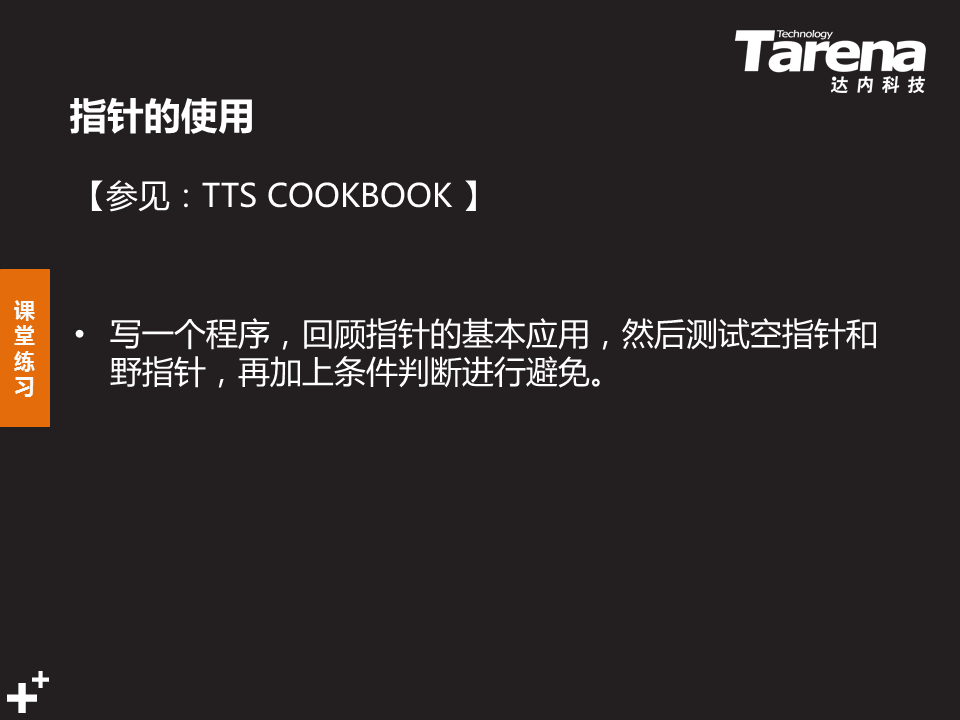 Technology
Tarena
达内科技
指针的使用
【参见：TTS COOKBOOK 】
课
堂
练
习
• 写一个程序，回顾指针的基本应用，然后测试空指针和
野指针，再加上条件判断进行避免。